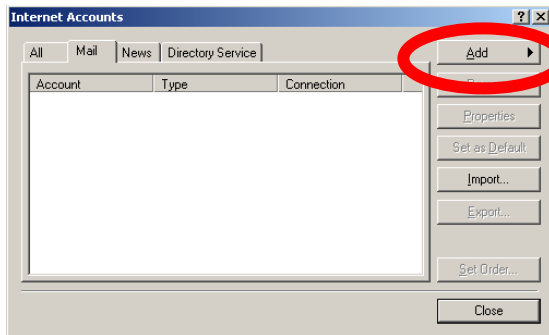 Internet Accounts
All Mail News Directory Service
Add
Account Type Connection
Properties
Set as Default
Import...
Export...
Set Order...
Close